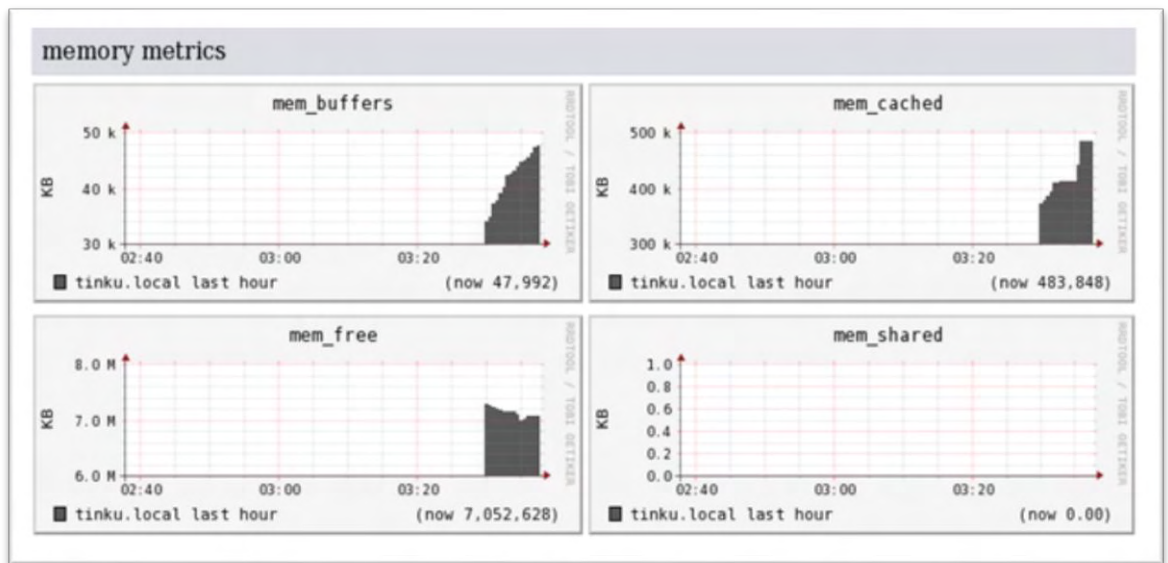 memory metrics
mem_buffers
50 k
40 k
30 k
KB
02:40 03:00 03:20
tinku.local last hour (now 47,992)
RRDTOOL / TOBI OETIKER
mem_cached
500 k
400 k
300 k
KB
02:40 03:00 03:20
tinku.local last hour (now 483,848)
RRDTOOL / TOBI OETIKER
mem_free
8.0 M
7.0 M
6.0 M
KB
02:40 03:00 03:20
tinku.local last hour (now 7,052,628)
RRDTOOL / TOBI OETIKER
mem_shared
1.0
0.8
0.6
0.4
0.2
0.0
KB
02:40 03:00 03:20
tinku.local last hour (now 0.00)
RRDTOOL / TOBI OETIKER